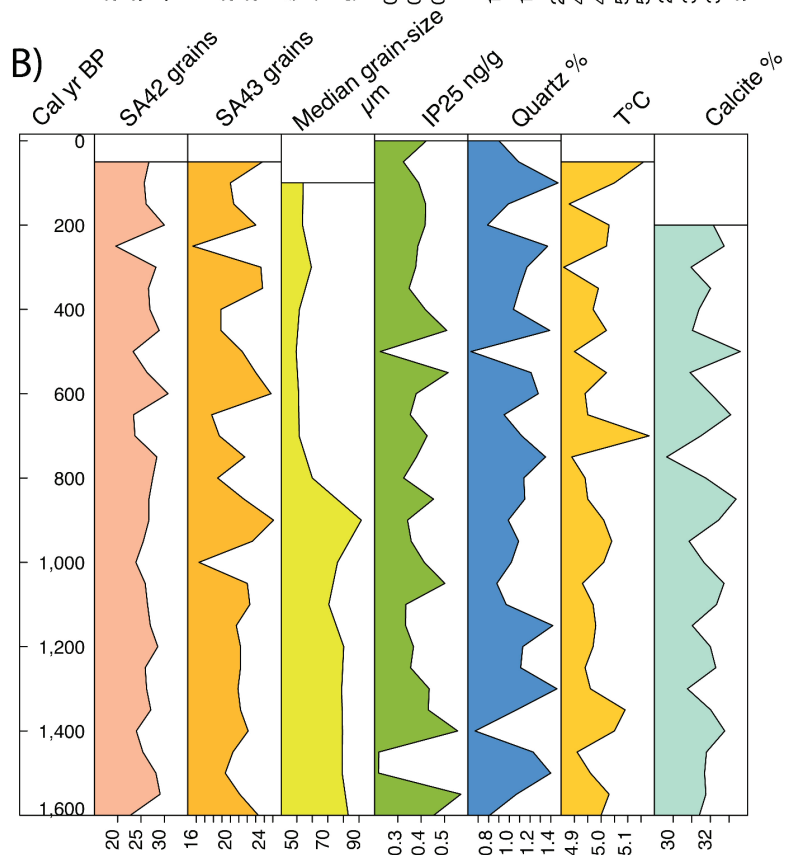 B)
Cal yr BP
SA42 grains
SA43 grains
Median grain-size
µm
IP25 ng/g
Quartz %
T°C
Calcite %
0
200
400
600
800
1,000
1,200
1,400
1,600
20 25 30
16 20 24
50 70 90
0.3 0.4 0.5
0.8 1.0 1.2 1.4
4.9 5.0 5.1
30 32